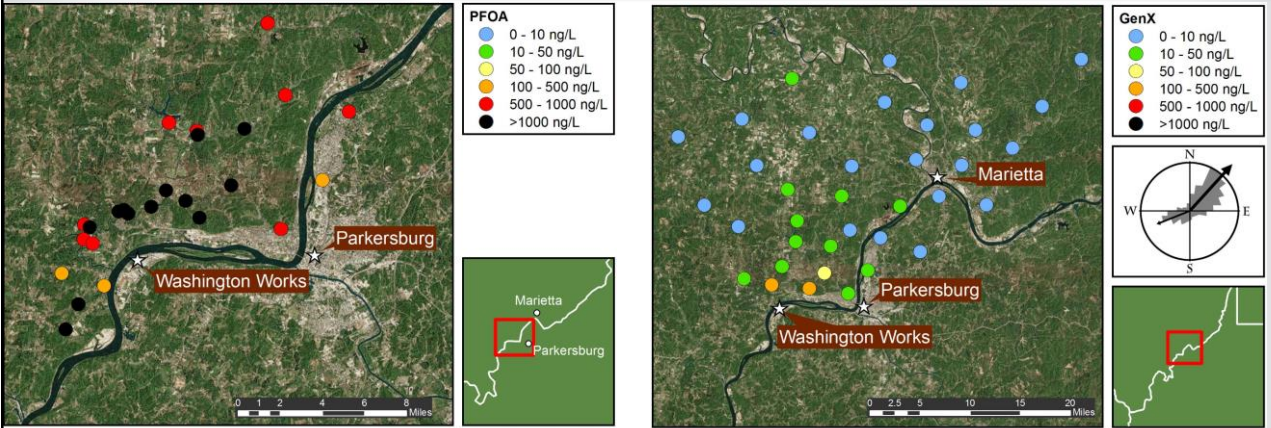 PFOA
0 - 10 ng/L
10 - 50 ng/L
50 - 100 ng/L
100 - 500 ng/L
500 - 1000 ng/L
>1000 ng/L
Parkersburg
Washington Works
0 1 2 4 6 8
Miles
Marietta
Parkersburg
GenX
0 - 10 ng/L
10 - 50 ng/L
50 - 100 ng/L
100 - 500 ng/L
500 - 1000 ng/L
>1000 ng/L
Marietta
Parkersburg
Washington Works
0 2.5 5 10 15 20
Miles
N
W E
S